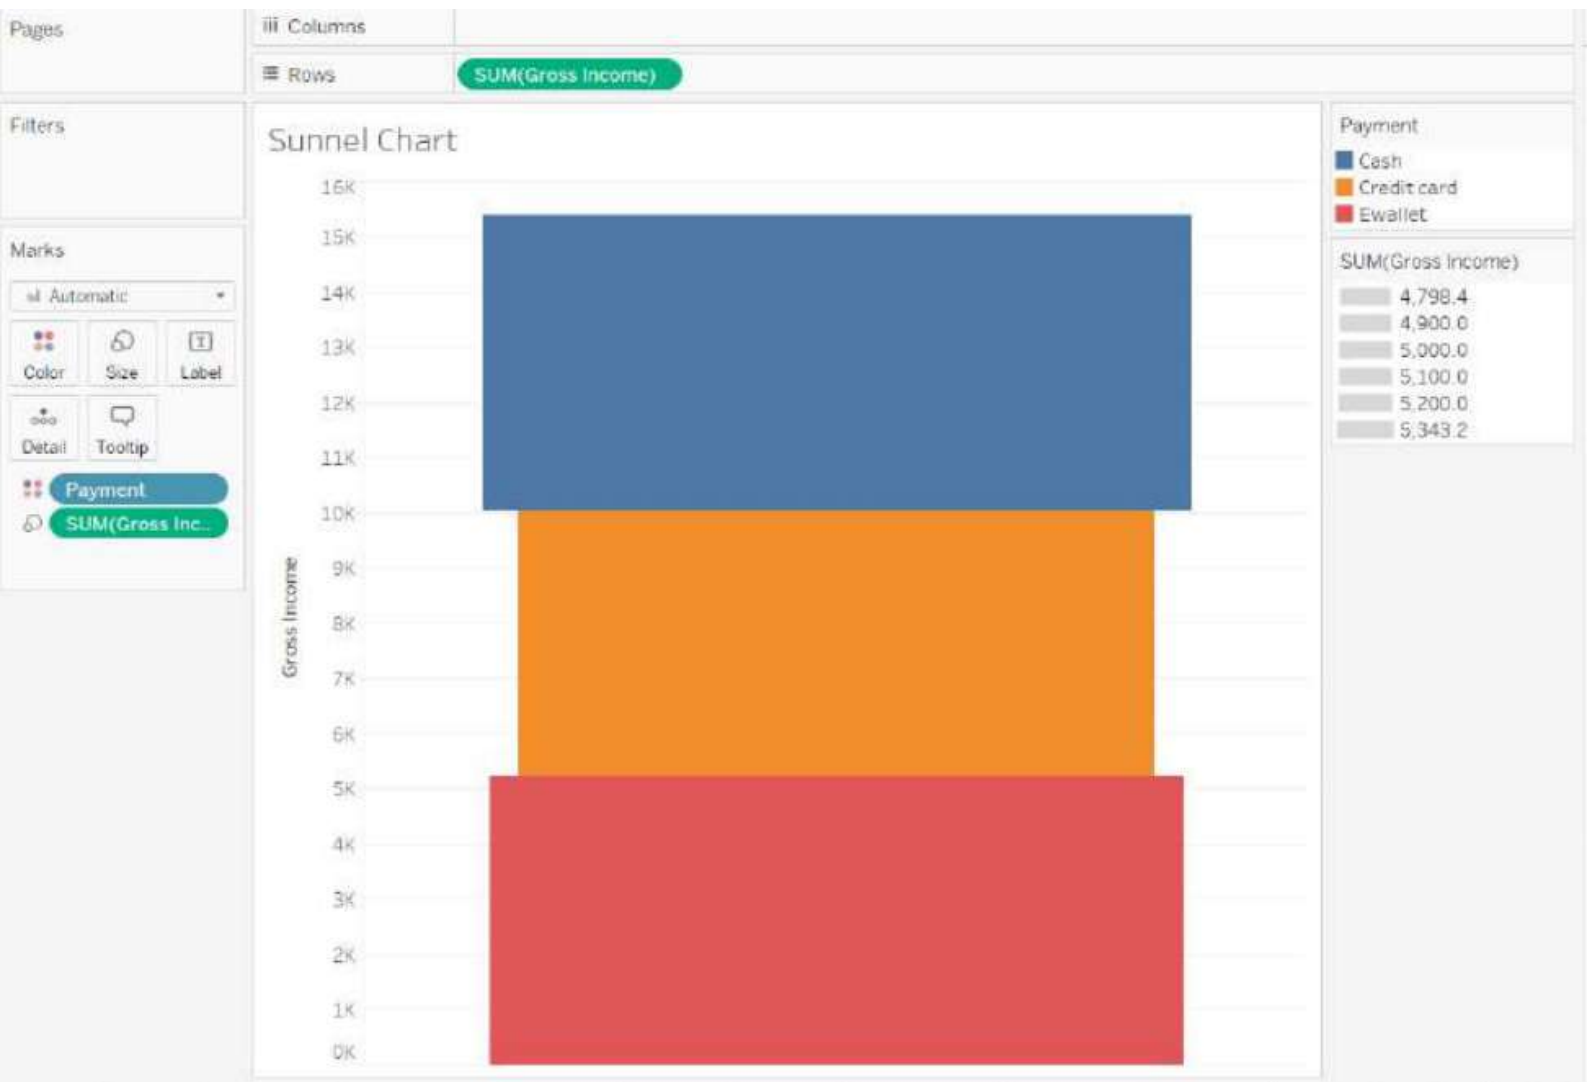 Pages
Columns
Rows
SUM(Gross Income)
Filters
Marks
Automatic
Color
Size
Label
Detail
Tooltip
Payment
SUM(Gross Inc..
Sunnel Chart
16K
15K
14K
13K
12K
11K
10K
9K
8K
7K
6K
5K
4K
3K
2K
1K
0K
Gross Income
Payment
Cash
Credit card
Ewallet
SUM(Gross Income)
4,798.4
4,900.0
5,000.0
5,100.0
5,200.0
5,343.2